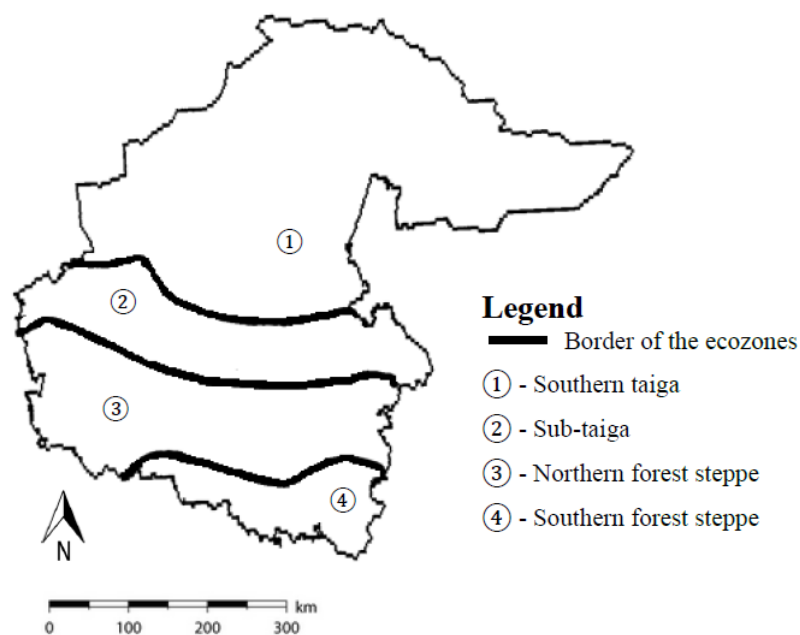 ①
②
③
④
Legend
Border of the ecozones
① - Southern taiga
② - Sub-taiga
③ - Northern forest steppe
④ - Southern forest steppe
N
km
0 100 200 300